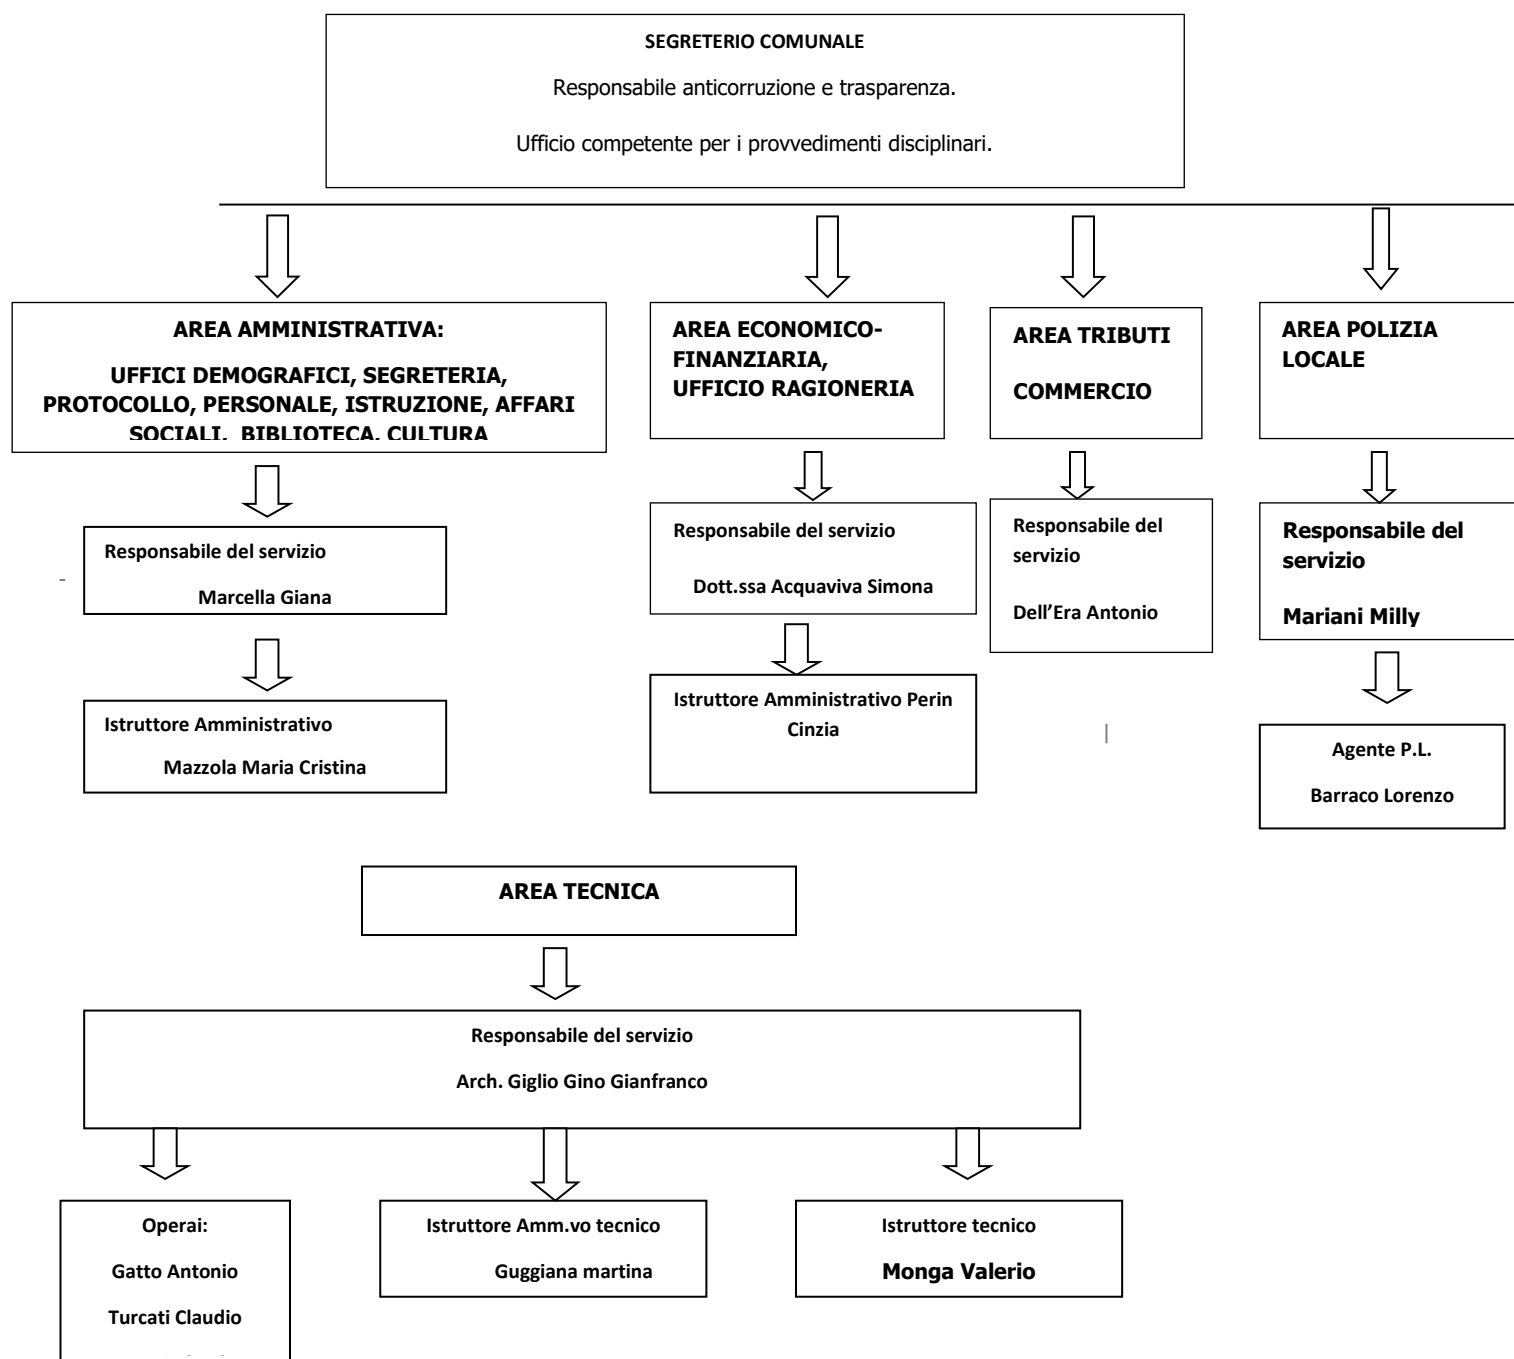 SEGRETERIO COMUNALE
Responsabile anticorruzione e trasparenza.
Ufficio competente per i provvedimenti disciplinari.
AREA AMMINISTRATIVA:
UFFICI DEMOGRAFICI, SEGRETERIA,
PROTOCOLLO, PERSONALE, ISTRUZIONE, AFFARI
SOCIALI, BIBLIOTECA, CULTURA
AREA ECONOMICO-
FINANZIARIA,
UFFICIO RAGIONERIA
AREA TRIBUTI
COMMERCIO
AREA POLIZIA
LOCALE
Responsabile del servizio
Marcella Giana
Responsabile del servizio
Dott.ssa Acquaviva Simona
Responsabile del
servizio
Dell’Era Antonio
Responsabile del
servizio
Mariani Milly
Istruttore Amministrativo
Mazzola Maria Cristina
Istruttore Amministrativo Perin
Cinzia
Agente P.L.
Barraco Lorenzo
AREA TECNICA
Responsabile del servizio
Arch. Giglio Gino Gianfranco
Operai:
Gatto Antonio
Turcati Claudio
Istruttore Amm.vo tecnico
Guggiana martina
Istruttore tecnico
Monga Valerio